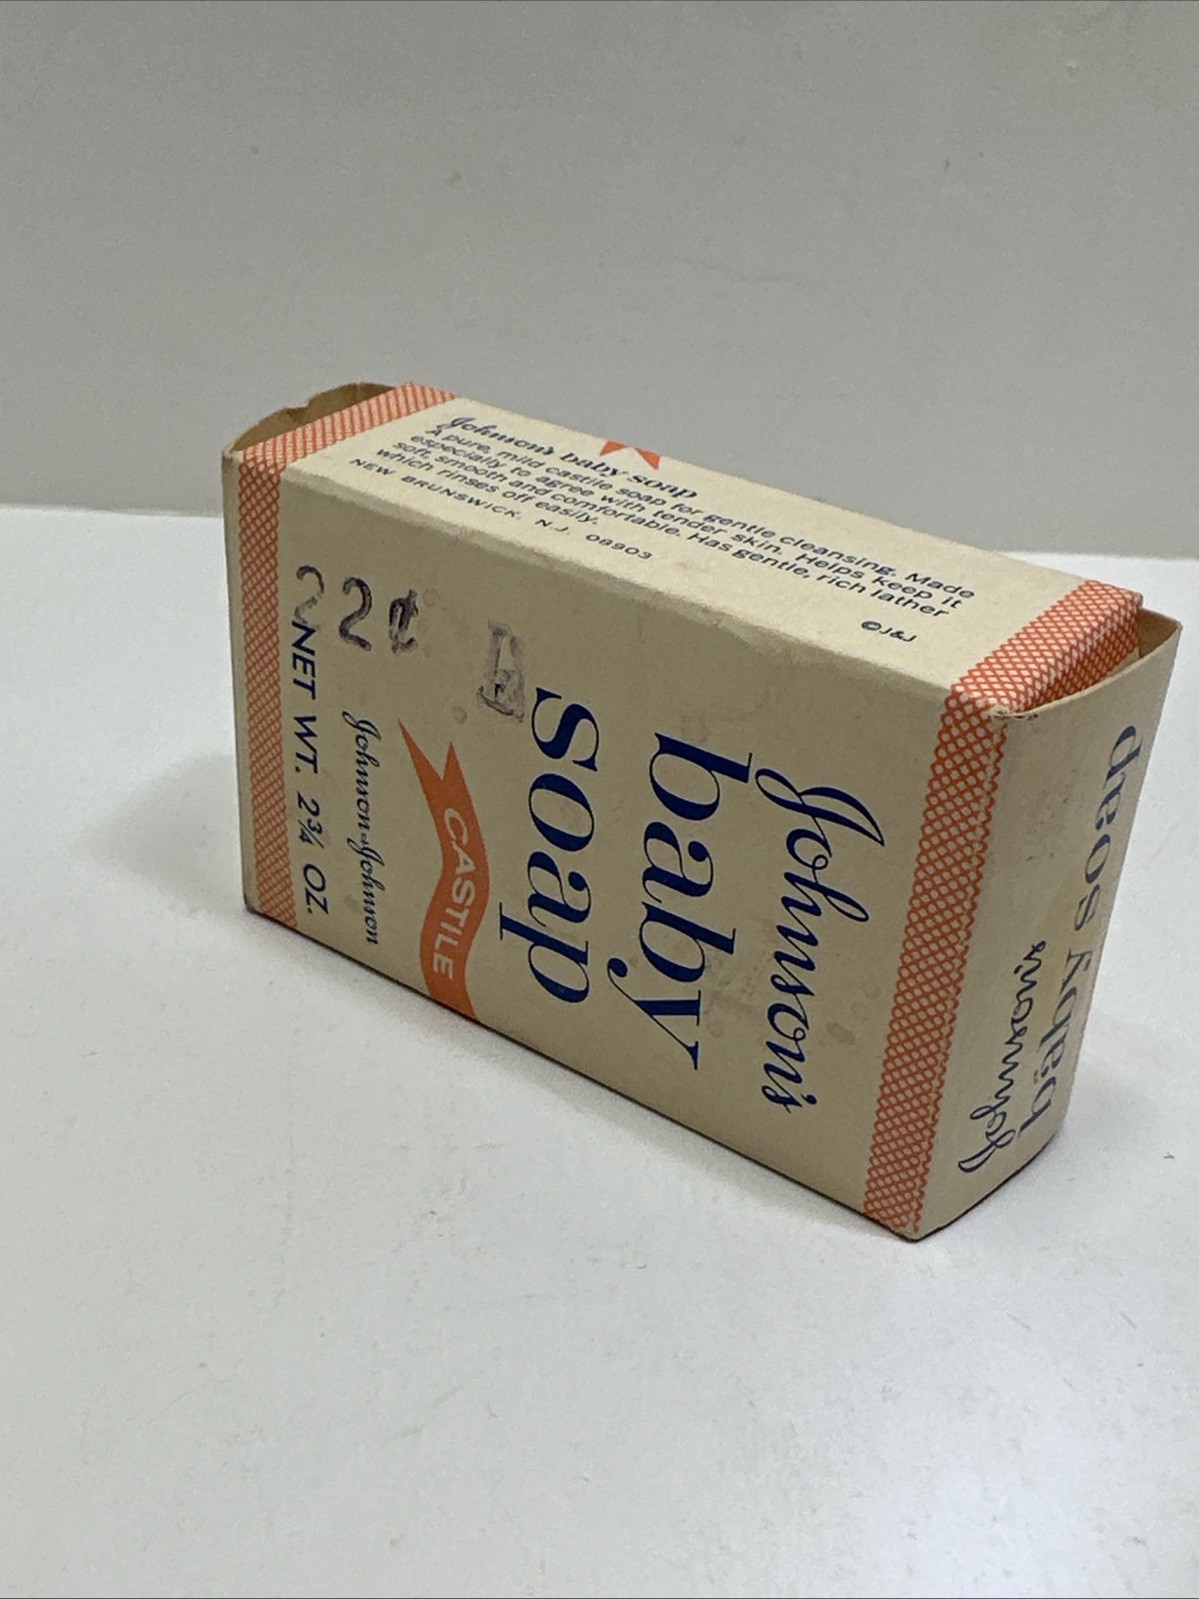 Johnson's baby soap
A pure, mild castile soap for gentle cleansing. Made
especially to agree with tender skin. Helps keep it
soft, smooth and comfortable. Has gentle, rich lather
which rinses off easily.
NEW BRUNSWICK, N.J. 08903
©J&J
Johnson's
baby
soap
CASTILE
Johnson & Johnson
NET WT. 2¾ OZ.
22¢
Johnson's
baby soap